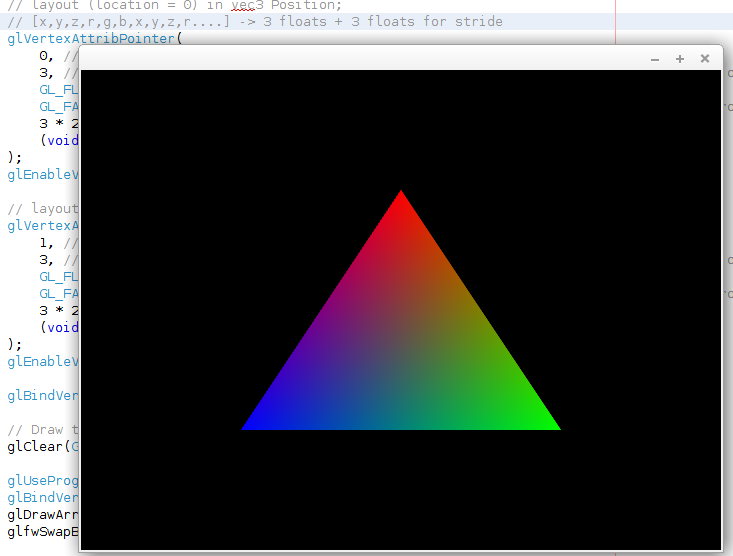 // layout (location = 0) in vec3 Position;
// [x,y,z,r,g,b,x,y,z,r....] -> 3 floats + 3 floats for stride
glVertexAttribPointer(
0, //
3, //
GL_FL
GL_FA
3 * 2
(void
);
glEnableV
// layout
glVertexA
1, //
3, //
GL_FL
GL_FA
3 * 2
(void
);
glEnableV
glBindVer
// Draw t
glClear(G
glUseProg
glBindVer
glDrawArr
glfwSwapB